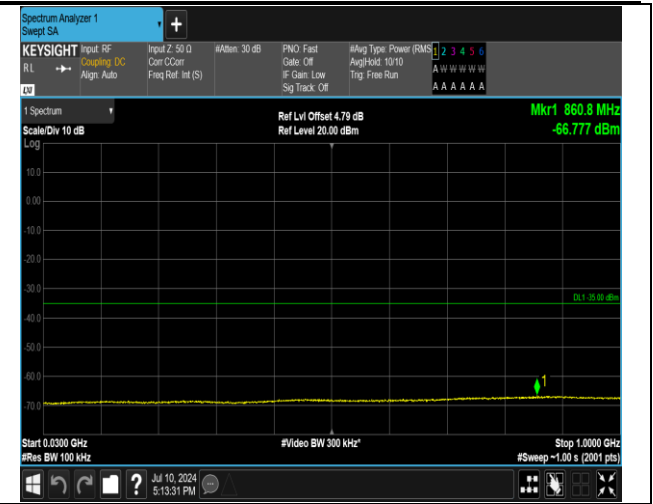 Spectrum Analyzer 1
Swept SA
+
KEYSIGHT
RL
LXI
Input: RF
Coupling: DC
Align: Auto
Input Z: 50 Ω
Corr CCorr
Freq Ref: Int (S)
#Atten: 30 dB
PNO: Fast
Gate: Off
IF Gain: Low
Sig Track: Off
#Avg Type: Power (RMS
Avg|Hold: 10/10
Trig: Free Run
1 2 3 4 5 6
A W W W W W
A A A A A A
1 Spectrum
Scale/Div 10 dB
Ref Lvl Offset 4.79 dB
Ref Level 20.00 dBm
Mkr1 860.8 MHz
-66.777 dBm
Log
10.0
0.00
-10.0
-20.0
-30.0
DL1 -35.00 dBm
-40.0
-50.0
-60.0
1
-70.0
Start 0.0300 GHz
#Res BW 100 kHz
#Video BW 300 kHz*
Stop 1.0000 GHz
#Sweep ~1.00 s (2001 pts)
?
Jul 10, 2024
5:13:31 PM